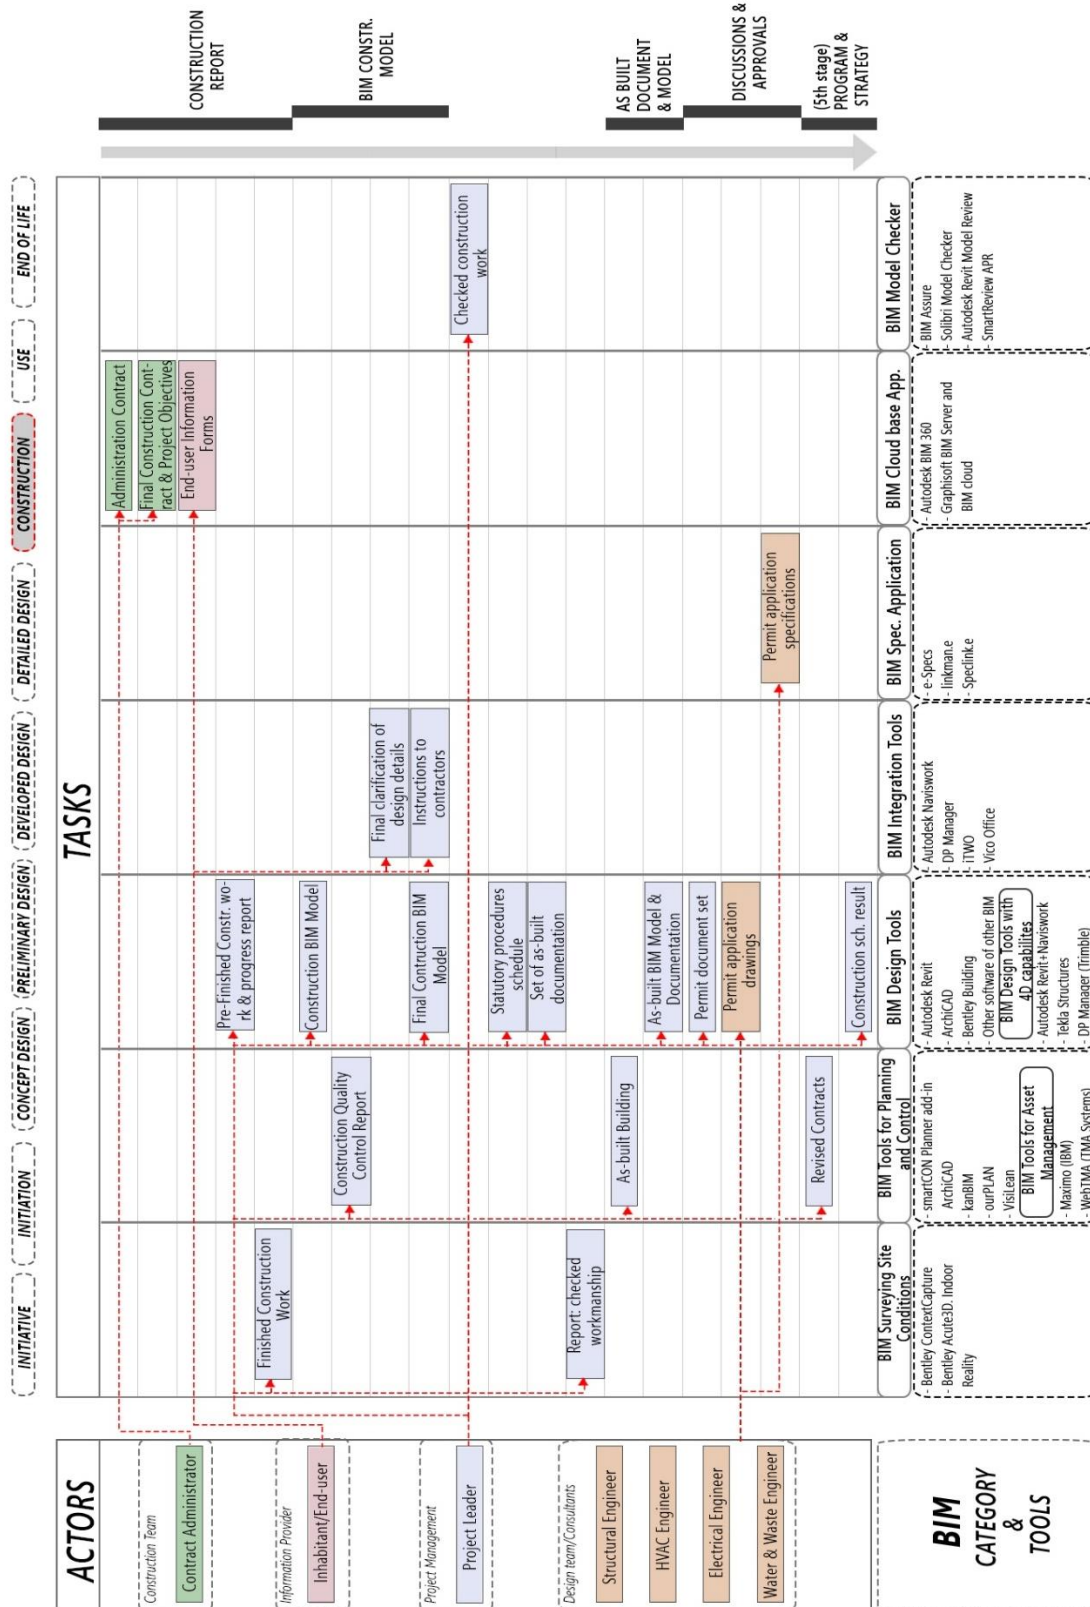 INITIATIVE
INITIATION
CONCEPT DESIGN
PRELIMINARY DESIGN
DEVELOPED DESIGN
DETAILED DESIGN
CONSTRUCTION
USE
END OF LIFE
ACTORS
TASKS
Construction Team
Contract Administrator
Information Provider
Inhabitant/End-user
Project Management
Project Leader
Design team/Consultants
Structural Engineer
HVAC Engineer
Electrical Engineer
Water & Waste Engineer
Administration Contract
Final Construction Cont-
ract & Project Objectives
End-user Information
Forms
Pre-Finished Constr. wo-
rk & progress report
Finished Construction
Work
Construction BIM Model
Construction Quality
Control Report
Final clarification of
design details
Final Contruction BIM
Model
Instructions to
contractors
Checked construction
work
Statutory procedures
schedule
Set of as-built
documentation
Report: checked
workmanship
As-built Building
As-built BIM Model &
Documentation
Permit document set
Permit application
drawings
Permit application
specifications
Revised Contracts
Construction sch. result
CONSTRUCTION
REPORT
BIM CONSTR.
MODEL
AS BUILT
DOCUMENT
& MODEL
DISCUSSIONS &
APPROVALS
(5th stage)
PROGRAM &
STRATEGY
BIM
CATEGORY
&
TOOLS
BIM Surveying Site
Conditions
- Bentley ContextCapture
- Bentley Acute3D. Indoor
Reality
BIM Tools for Planning
and Control
- smartCON Planner add-in
ArchiCAD
- kanBIM
- ourPLAN
- VisiLean
BIM Tools for Asset
Management
- Maximo (IBM)
- WebTMA (TMA Systems)
BIM Design Tools
- Autodesk Revit
- ArchiCAD
- Bentley Building
- Other software of other BIM
BIM Design Tools with
4D capabilites
- Autodesk Revit+Naviswork
- Tekla Structures
- DP Manager (Trimble)
BIM Integration Tools
- Autodesk Naviswork
- DP Manager
- iTWO
- Vico Office
BIM Spec. Application
- e-Specs
- linkman.e
- Speclink.e
BIM Cloud base App.
- Autodesk BIM 360
- Graphisoft BIM Server and
BIM cloud
BIM Model Checker
- BIM Assure
- Solibri Model Checker
- Autodesk Revit Model Review
- SmartReview APR